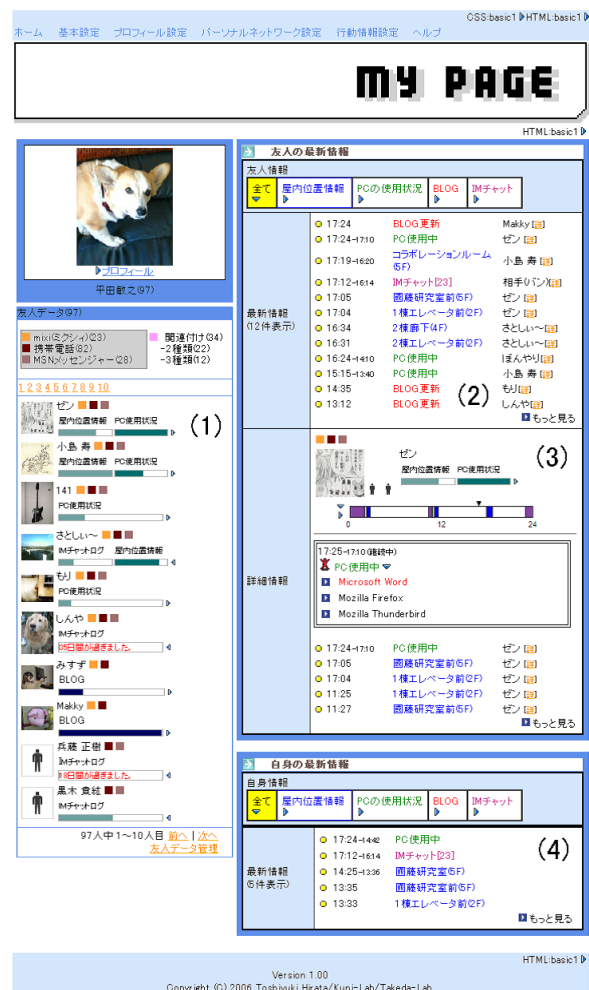 CSS:basic1 HTML:basic1
ホーム 基本設定 プロフィール設定 パーソナルネットワーク設定 行動情報設定 ヘルプ
MY PAGE
HTML:basic1
プロフィール
平田敏之(97)
友人データ(97)
mixi(ミクシィ)(23) 関連付け(34)
携帯電話(82) -2種類(22)
MSNメッセンジャー(28) -3種類(12)
1 2 3 4 5 6 7 8 9 10
(1)
ゼン
屋内位置情報 PC使用状況
小島 寿
屋内位置情報 PC使用状況
141
PC使用状況
さとしぃ〜
IMチャットログ 屋内位置情報
もり
PC使用状況
しんや
IMチャットログ
05日間が過ぎました。
みすず
BLOG
Makky
BLOG
兵藤 正樹
IMチャットログ
18日間が過ぎました。
黒木 貴紘
IMチャットログ
97人中 1〜10人目 前へ | 次へ
友人データ管理
友人の最新情報
友人情報
全て 屋内位置情報 PCの使用状況 BLOG IMチャット
最新情報
(12件表示)
17:24 BLOG更新 Makky [詳]
17:24-17:10 PC使用中 ゼン [詳]
17:19-16:20 コラボレーションルーム(5F) 小島 寿 [詳]
17:12-16:14 IMチャット[23] 相手(バン)[詳]
17:05 國藤研究室前(5F) ゼン [詳]
17:04 1棟エレベータ前(2F) ゼン [詳]
16:34 2棟廊下(4F) さとしぃ〜[詳]
16:31 2棟エレベータ前(2F) さとしぃ〜[詳]
16:24-14:10 PC使用中 ぼんやり[詳]
15:15-13:40 PC使用中 小島 寿 [詳]
14:35 BLOG更新 もり[詳]
13:12 BLOG更新 しんや[詳]
(2)
もっと見る
詳細情報
(3)
ゼン
屋内位置情報 PC使用状況
0 12 24
17:25-17:10(継続中)
PC使用中
Microsoft Word
Mozilla Firefox
Mozilla Thunderbird
17:24-17:10 PC使用中 ゼン [詳]
17:05 國藤研究室前(5F) ゼン [詳]
17:04 1棟エレベータ前(2F) ゼン [詳]
11:25 1棟エレベータ前(2F) ゼン [詳]
11:27 國藤研究室前(5F) ゼン [詳]
もっと見る
自身の最新情報
自身情報
全て 屋内位置情報 PCの使用状況 BLOG IMチャット
最新情報
(5件表示)
17:24-14:42 PC使用中
17:12-16:14 IMチャット[23]
14:25-13:36 國藤研究室(5F)
13:35 國藤研究室前(5F)
13:33 1棟エレベータ前(2F)
(4)
もっと見る
HTML:basic1
Version 1.00
Copyright (C) 2006 Toshiyuki Hirata/Kuni-Lab/Takeda-Lab